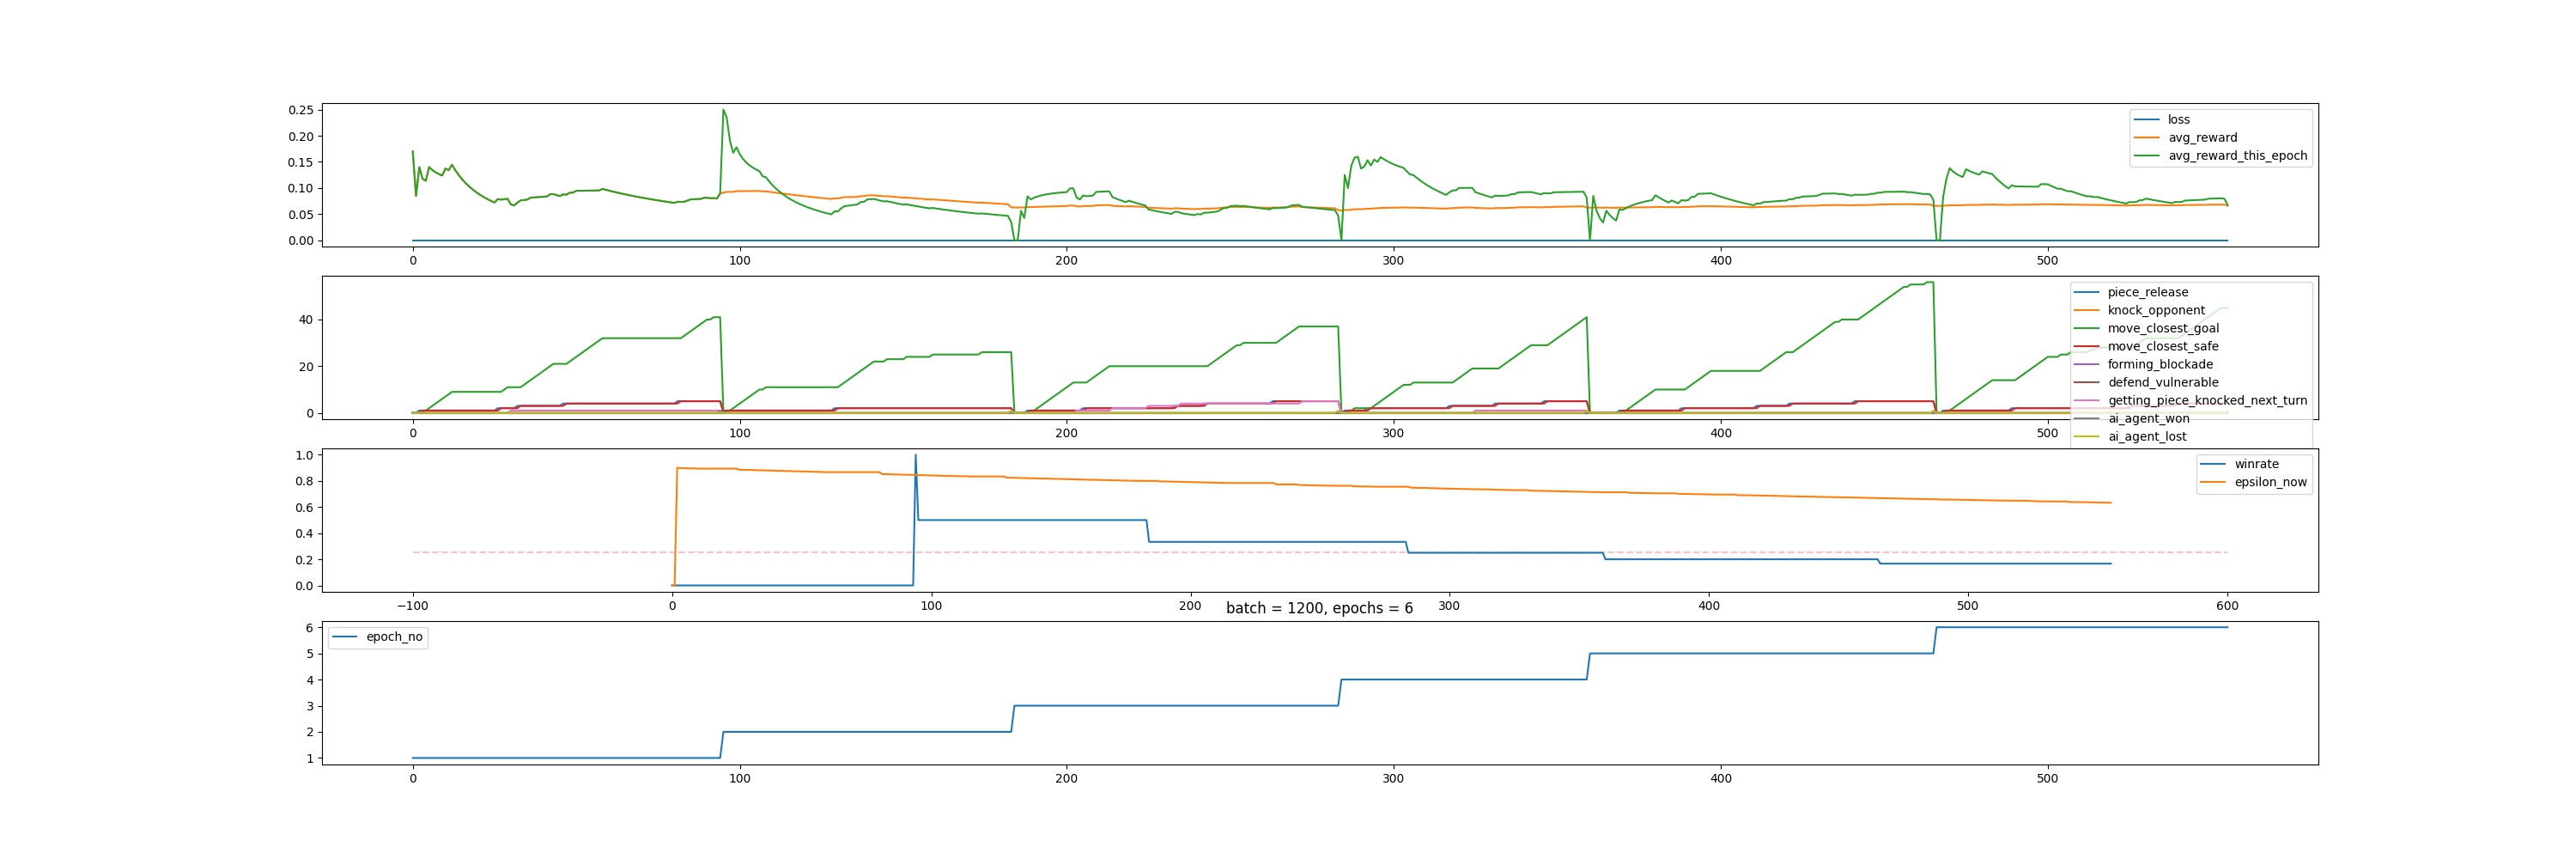 0.25
0.20
0.15
0.10
0.05
0.00
loss
avg_reward
avg_reward_this_epoch
0 100 200 300 400 500
40
20
0
piece_release
knock_opponent
move_closest_goal
move_closest_safe
forming_blockade
defend_vulnerable
getting_piece_knocked_next_turn
ai_agent_won
ai_agent_lost
0 100 200 300 400 500
1.0
0.8
0.6
0.4
0.2
0.0
winrate
epsilon_now
−100 0 100 200 300 400 500 600
batch = 1200, epochs = 6
6
5
4
3
2
1
epoch_no
0 100 200 300 400 500